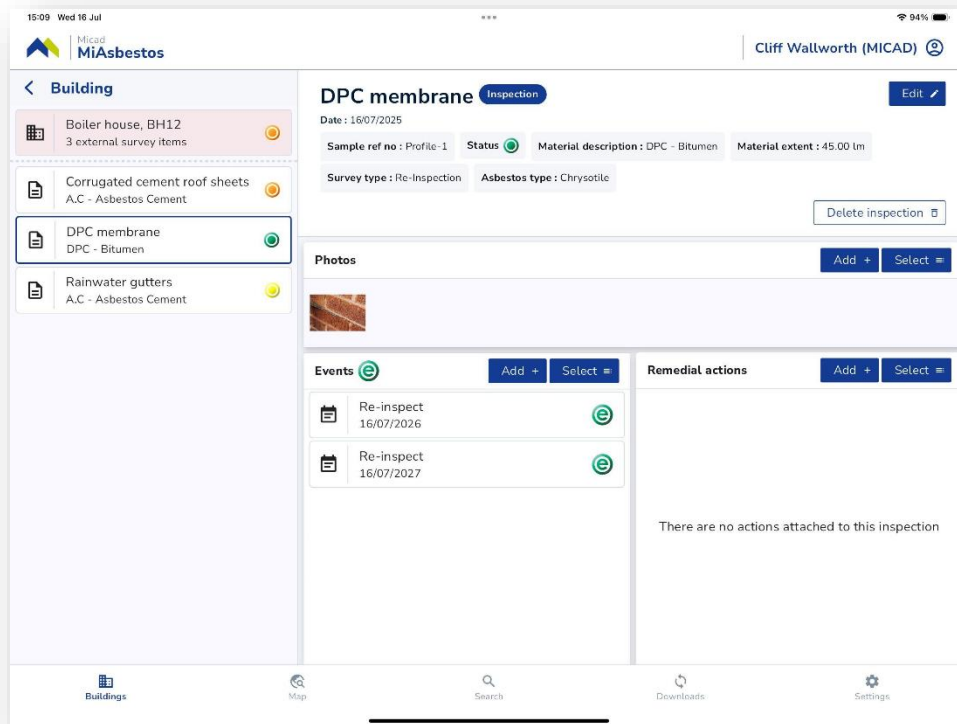 15:09 Wed 16 Jul
94%
Micad
MiAsbestos
Cliff Wallworth (MICAD)
Building
Boiler house, BH12
3 external survey items
Corrugated cement roof sheets
A.C - Asbestos Cement
DPC membrane
DPC - Bitumen
Rainwater gutters
A.C - Asbestos Cement
DPC membrane Inspection
Edit
Date : 16/07/2025
Sample ref no : Profile-1 Status Material description : DPC - Bitumen Material extent : 45.00 lm
Survey type : Re-Inspection Asbestos type : Chrysotile
Delete inspection
Photos Add + Select
Events e Add + Select
Re-inspect
16/07/2026
e
Re-inspect
16/07/2027
e
Remedial actions Add + Select
There are no actions attached to this inspection
Buildings Map Search Downloads Settings